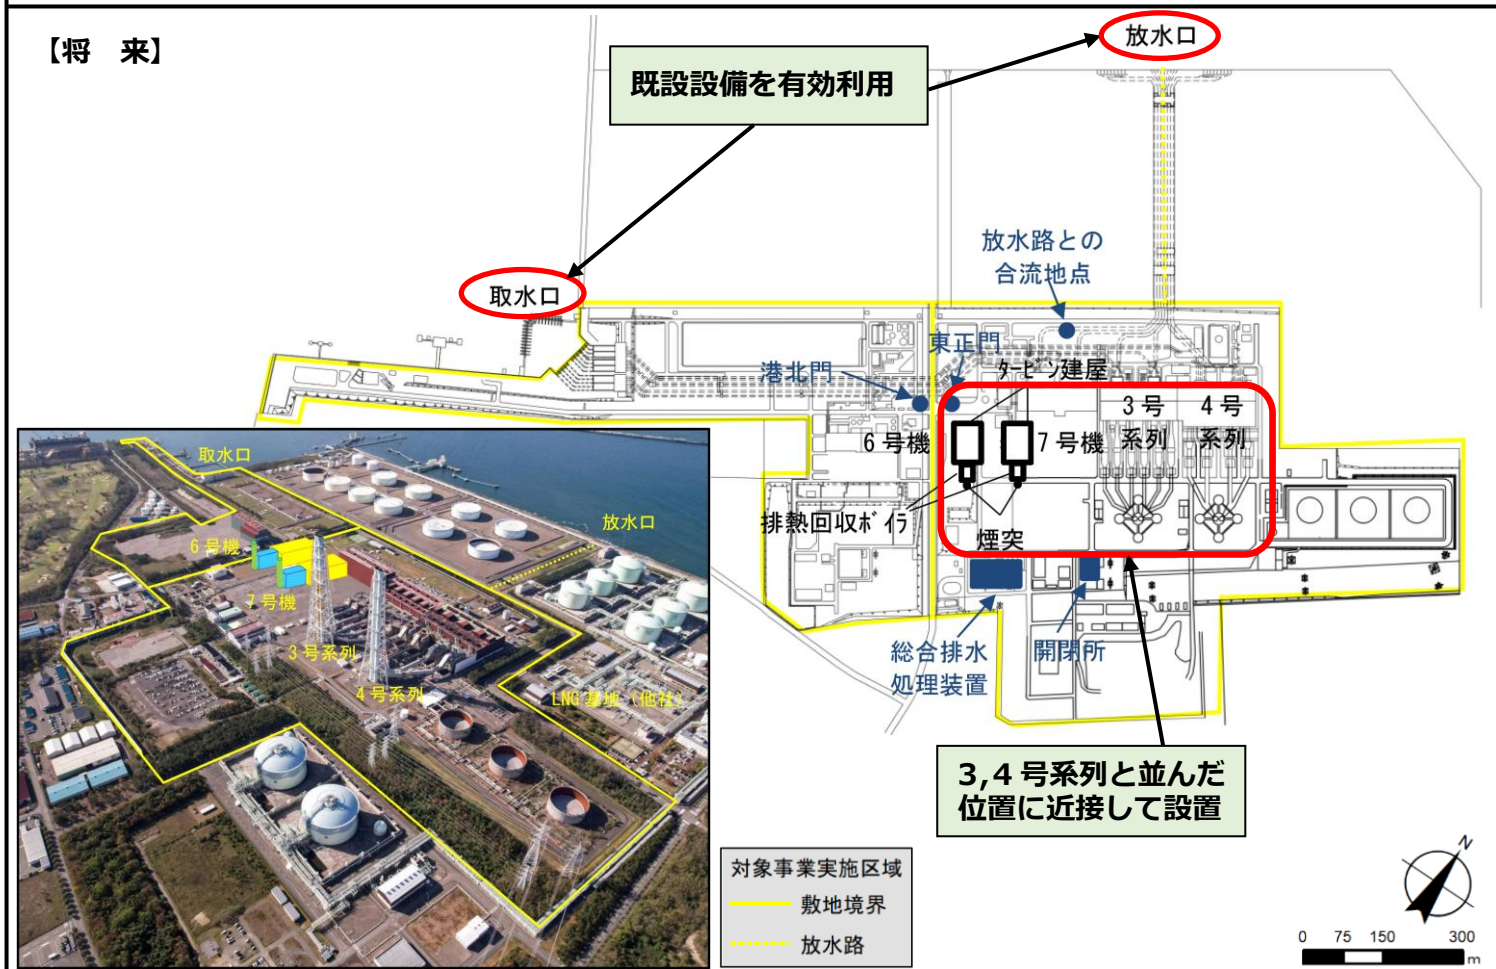 【将　来】
放水口
既設設備を有効利用
放水路との
合流地点
取水口
東正門
港北門
ﾀｰﾋﾞﾝ建屋
3号
系列
4号
系列
6号機
7号機
排熱回収ﾎﾞｲﾗ
煙突
総合排水
処理装置
開閉所
3,4号系列と並んだ
位置に近接して設置
取水口
放水口
6号機
7号機
3号系列
4号系列
LNG基地（他社）
対象事業実施区域
敷地境界
放水路
N
0 75 150 300
m